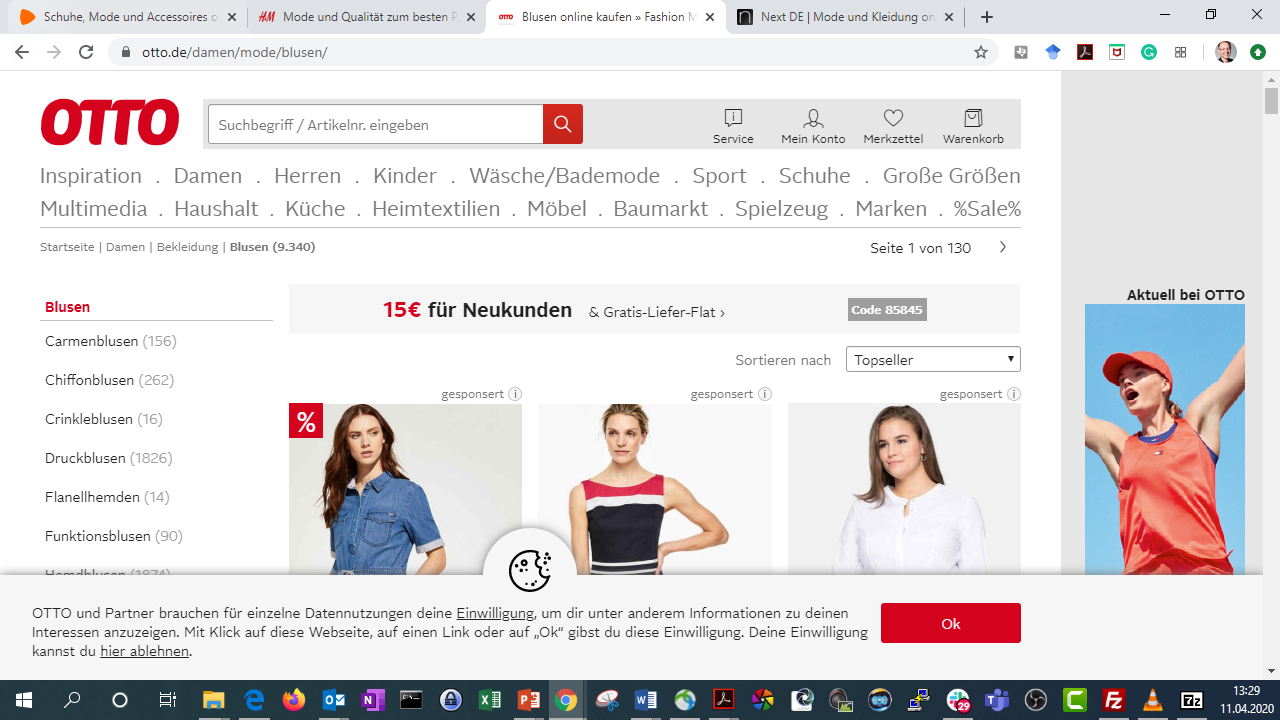 Schuhe, Mode und Accessoires o
H&M Mode und Qualität zum besten P
OTTO Blusen online kaufen » Fashion M
Next DE | Mode und Kleidung on
otto.de/damen/mode/blusen/
OTTO
Suchbegriff / Artikelnr. eingeben
Service Mein Konto Merkzettel Warenkorb
Inspiration . Damen . Herren . Kinder . Wäsche/Bademode . Sport . Schuhe . Große Größen
Multimedia . Haushalt . Küche . Heimtextilien . Möbel . Baumarkt . Spielzeug . Marken . %Sale%
Startseite | Damen | Bekleidung | Blusen (9.340)
Seite 1 von 130
Blusen
Carmenblusen (156)
Chiffonblusen (262)
Crinkleblusen (16)
Druckblusen (1826)
Flanellhemden (14)
Funktionsblusen (90)
Hemdblusen (1874)
15€ für Neukunden & Gratis-Liefer-Flat ›
Code 85845
Sortieren nach Topseller
gesponsert i
gesponsert i
gesponsert i
%
Aktuell bei OTTO
OTTO und Partner brauchen für einzelne Datennutzungen deine Einwilligung, um dir unter anderem Informationen zu deinen
Interessen anzuzeigen. Mit Klick auf diese Webseite, auf einen Link oder auf „Ok“ gibst du diese Einwilligung. Deine Einwilligung
kannst du hier ablehnen.
Ok
29
13:29
11.04.2020